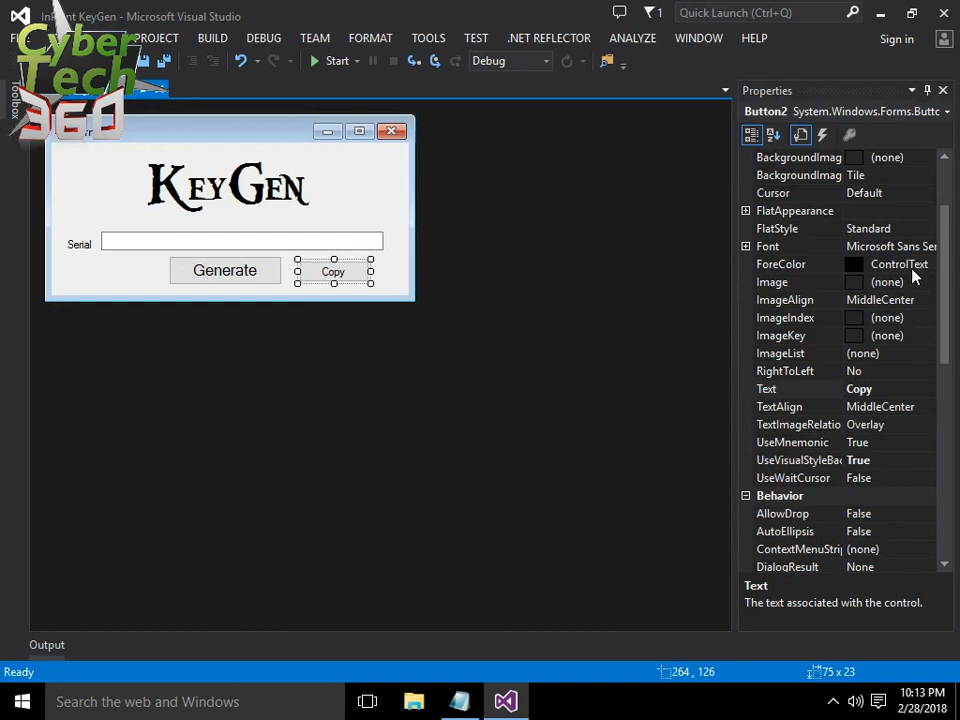 KeyGen - Microsoft Visual Studio
Quick Launch (Ctrl+Q)
PROJECT BUILD DEBUG TEAM FORMAT TOOLS TEST .NET REFLECTOR ANALYZE WINDOW HELP Sign in
Start Debug
Cyber
Tech
360
Toolbox
Properties
Button2 System.Windows.Forms.Butto
BackgroundImag (none)
BackgroundImag Tile
Cursor Default
FlatAppearance
FlatStyle Standard
Font Microsoft Sans Ser
ForeColor ControlText
Image (none)
ImageAlign MiddleCenter
ImageIndex (none)
ImageKey (none)
ImageList (none)
RightToLeft No
Text Copy
TextAlign MiddleCenter
TextImageRelatio Overlay
UseMnemonic True
UseVisualStyleBac True
UseWaitCursor False
Behavior
AllowDrop False
AutoEllipsis False
ContextMenuStrip (none)
DialogResult None
Text
The text associated with the control.
KeyGen
Serial
Generate Copy
Output
Ready 264 , 126 75 x 23
Search the web and Windows
10:13 PM
2/28/2018